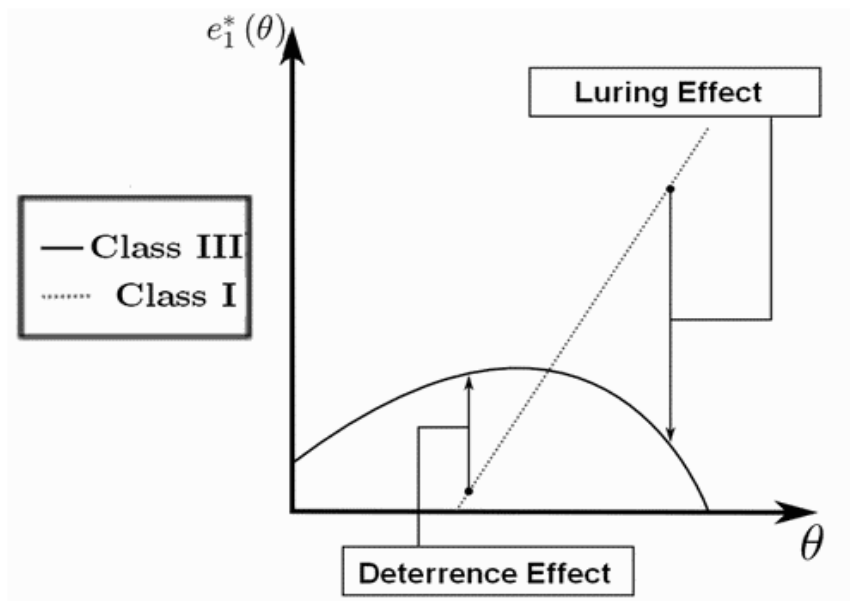 e₁*(θ)
Luring Effect
Class III
Class I
θ
Deterrence Effect